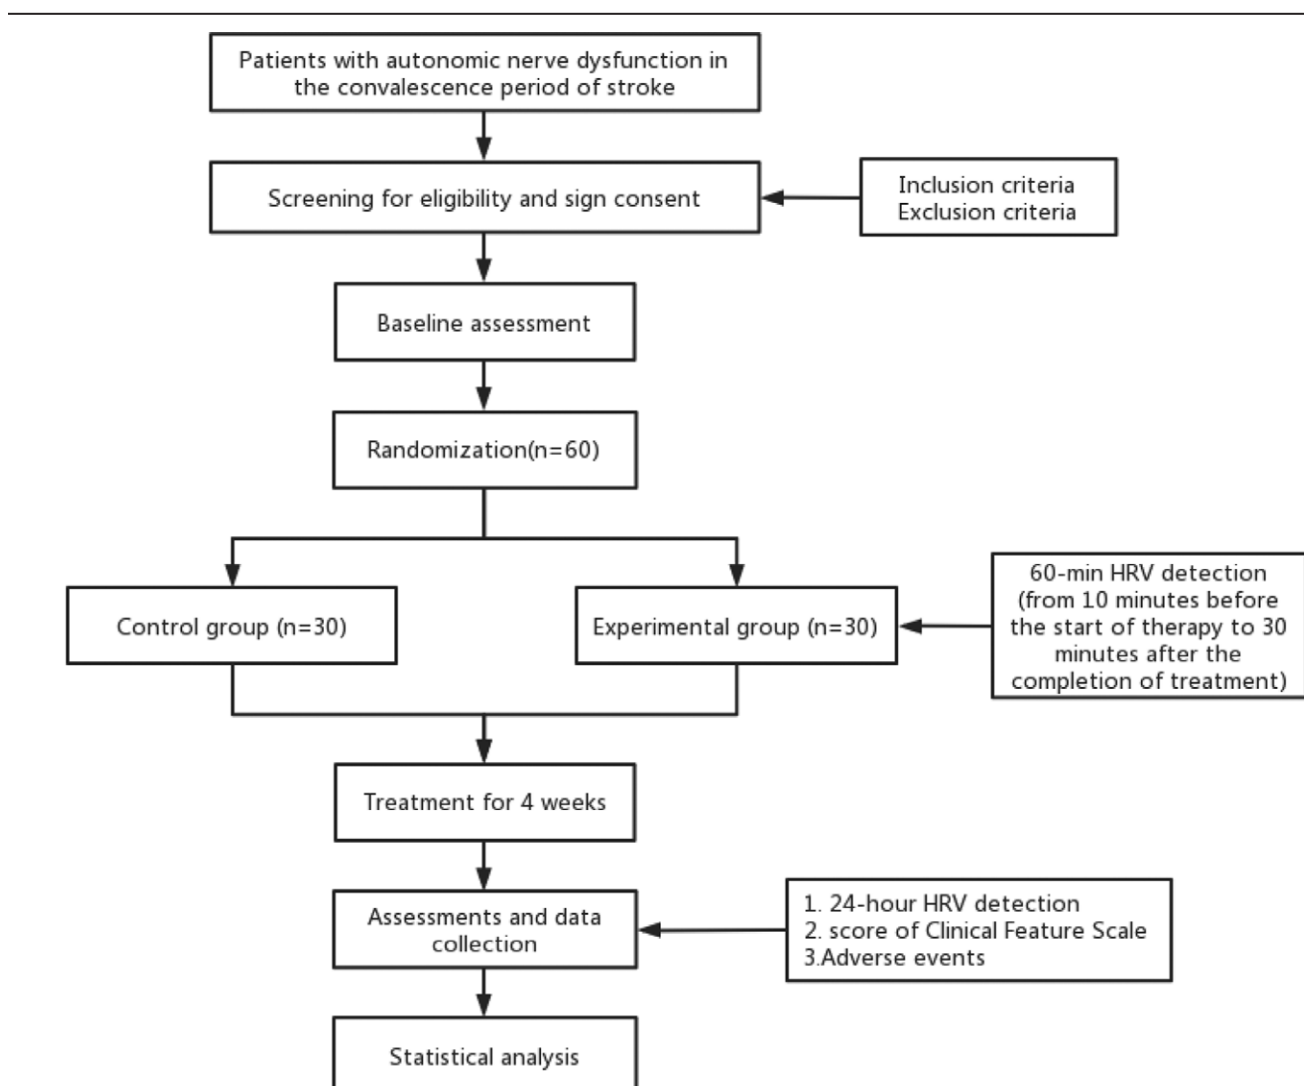 Patients with autonomic nerve dysfunction in
the convalescence period of stroke
Screening for eligibility and sign consent
Inclusion criteria
Exclusion criteria
Baseline assessment
Randomization(n=60)
Control group (n=30)
Experimental group (n=30)
60-min HRV detection
(from 10 minutes before
the start of therapy to 30
minutes after the
completion of treatment)
Treatment for 4 weeks
Assessments and data
collection
1. 24-hour HRV detection
2. score of Clinical Feature Scale
3.Adverse events
Statistical analysis